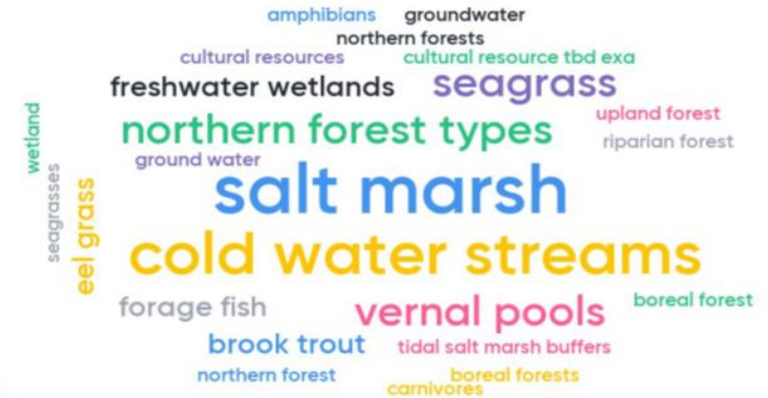 amphibians groundwater
northern forests
cultural resources cultural resource tbd exa
freshwater wetlands seagrass
upland forest
northern forest types
riparian forest
wetland
ground water
seagrasses
salt marsh
eel grass
cold water streams
forage fish vernal pools boreal forest
brook trout tidal salt marsh buffers
northern forest boreal forests
carnivores